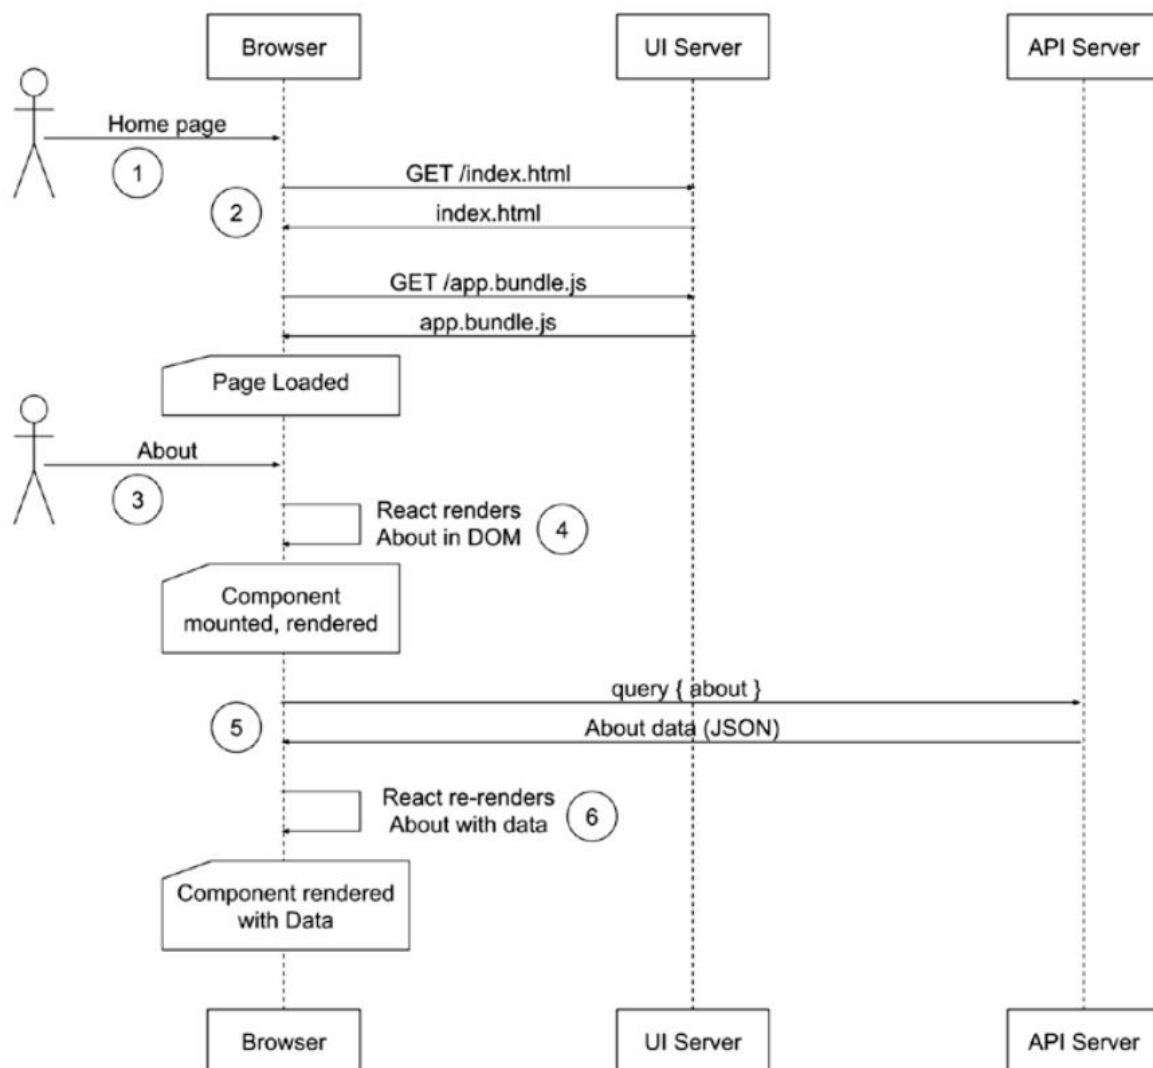 Browser
UI Server
API Server
Home page
1
GET /index.html
2
index.html
GET /app.bundle.js
app.bundle.js
Page Loaded
About
3
React renders
About in DOM
4
Component
mounted, rendered
query { about }
5
About data (JSON)
React re-renders
About with data
6
Component rendered
with Data
Browser
UI Server
API Server